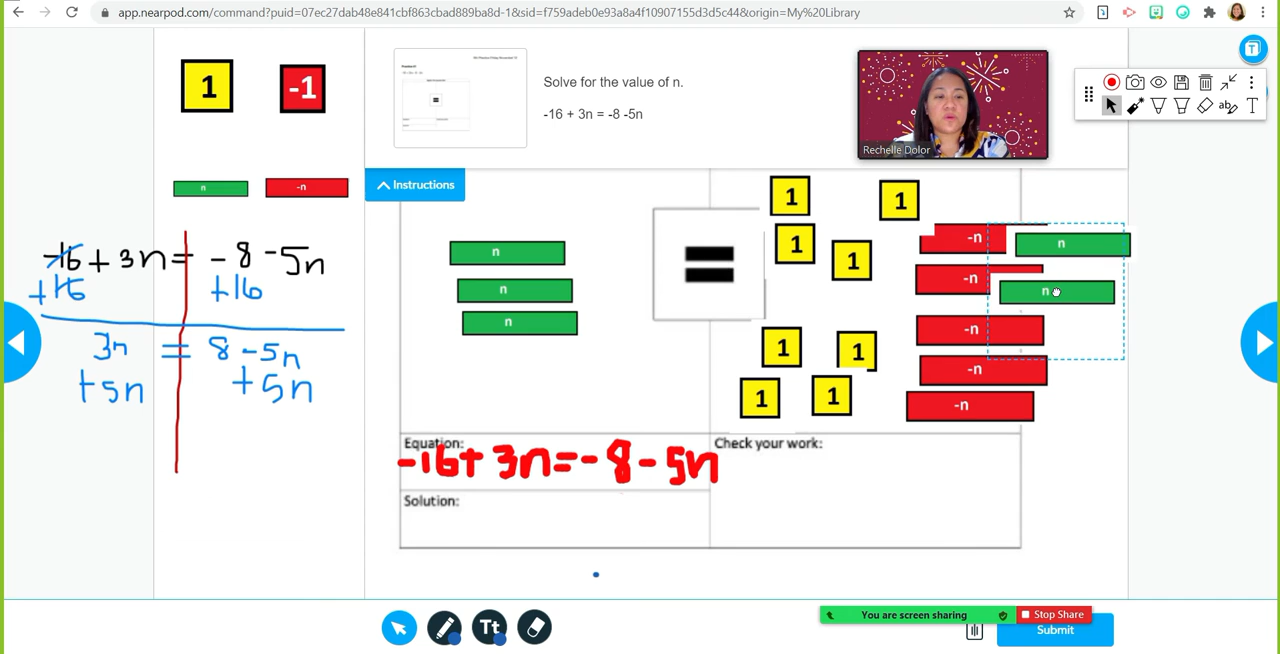 app.nearpod.com/command?puid=07ec27dab48e841cbf863cbad889ba8d-1&sid=f759adeb0e93a8a4f10907155d3d5c44&origin=My%20Library
1 -1
n -n
-16 + 3n = -8 -5n
+16 +16
3n = 8 -5n
+5n +5n
=
Solve for the value of n.
-16 + 3n = -8 -5n
Rechelle Dolor
Instructions
1 1
1 1
1 1
1 1
n
n
n
=
-n n
-n n
-n
-n
-n
Equation:
-16+ 3n=-8-5n
Check your work:
Solution:
Tt
You are screen sharing
Stop Share
Submit
T
ab
T